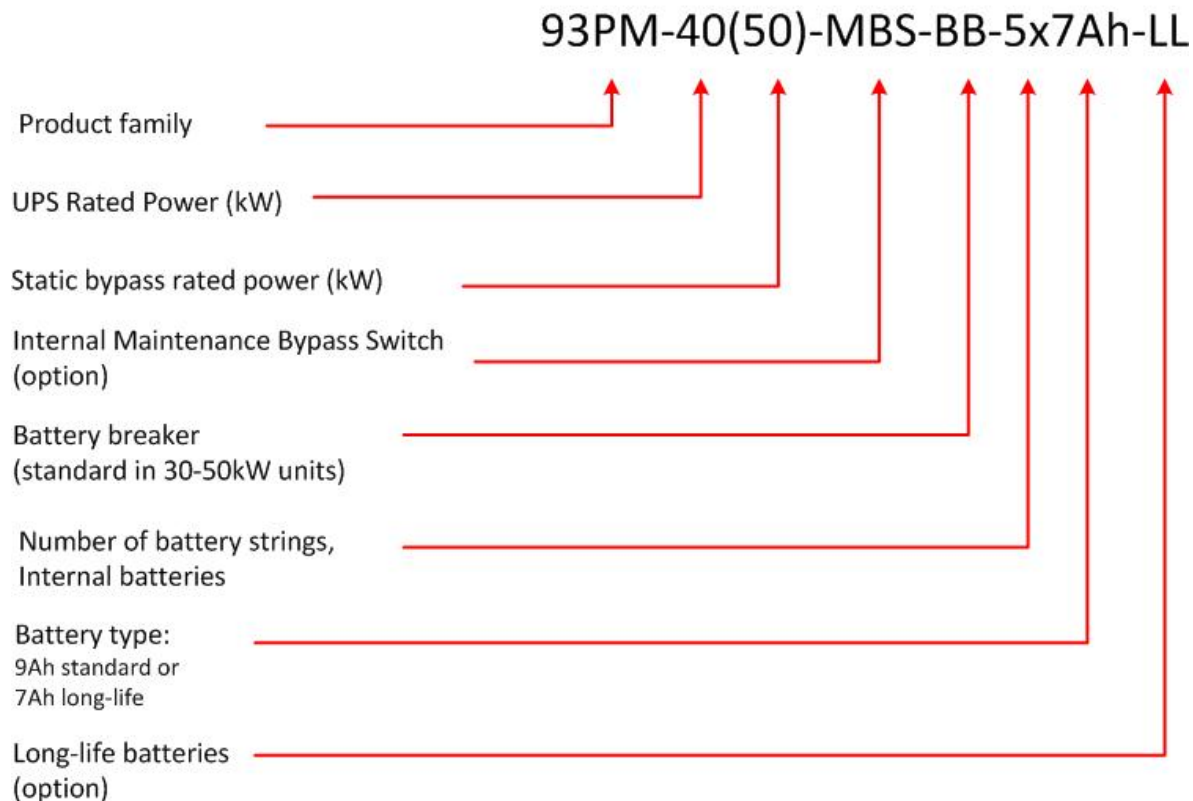 93PM-40(50)-MBS-BB-5x7Ah-LL
Product family
UPS Rated Power (kW)
Static bypass rated power (kW)
Internal Maintenance Bypass Switch
(option)
Battery breaker
(standard in 30-50kW units)
Number of battery strings,
Internal batteries
Battery type:
9Ah standard or
7Ah long-life
Long-life batteries
(option)